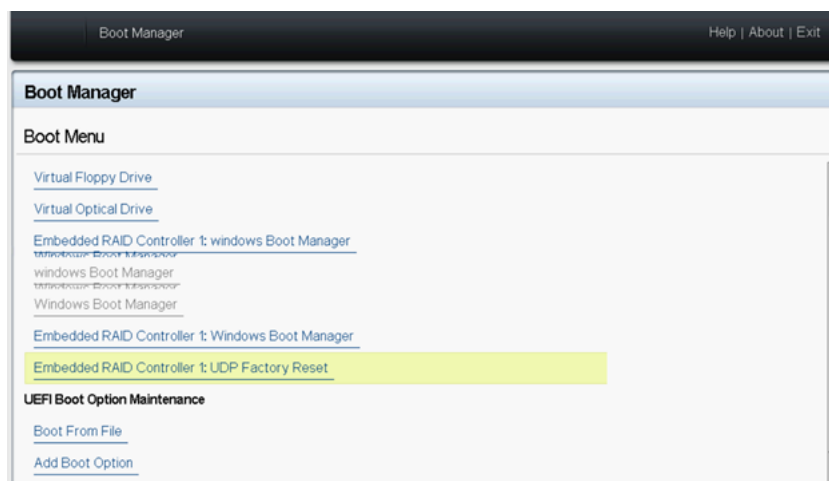 Boot Manager Help | About | Exit
Boot Manager
Boot Menu
Virtual Floppy Drive
Virtual Optical Drive
Embedded RAID Controller 1: windows Boot Manager
windows Boot Manager
Windows Boot Manager
Embedded RAID Controller 1: Windows Boot Manager
Embedded RAID Controller 1: UDP Factory Reset
UEFI Boot Option Maintenance
Boot From File
Add Boot Option